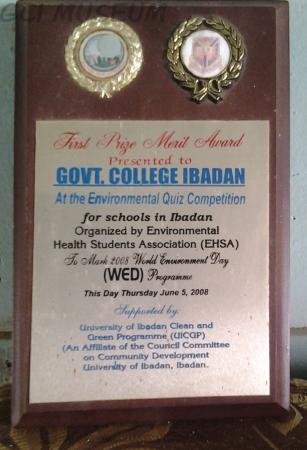 GCI MUSEUM
First Prize Merit Award
Presented to
GOVT. COLLEGE IBADAN
At the Environmental Quiz Competition
for schools in Ibadan
Organized by Environmental
Health Students Association (EHSA)
To Mark 2008 World Environment Day
(WED) Programme
This Day Thursday June 5, 2008
Supported by:
University of Ibadan Clean and
Green Programme (UICGP)
(An Affiliate of the Council Committee
on Community Development
University of Ibadan, Ibadan.